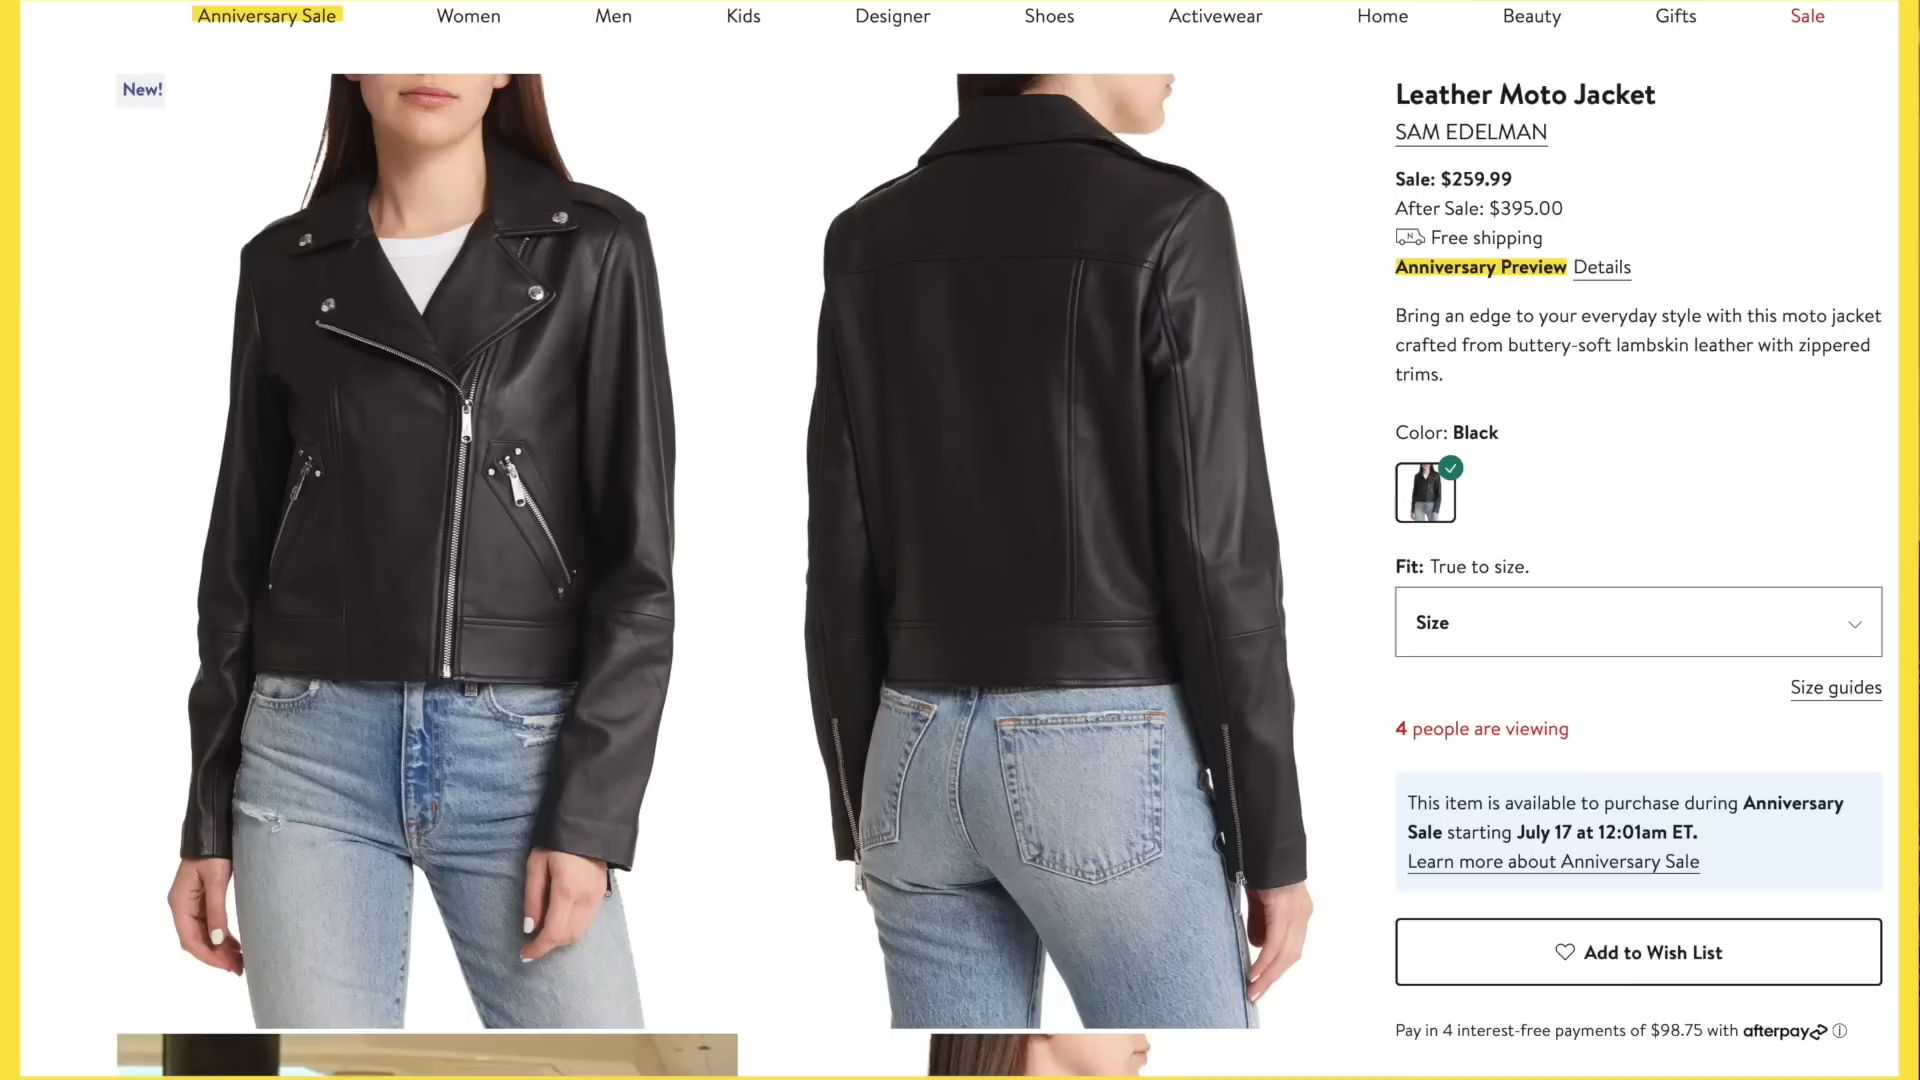 Anniversary Sale Women Men Kids Designer Shoes Activewear Home Beauty Gifts Sale
New!
Leather Moto Jacket
SAM EDELMAN
Sale: $259.99
After Sale: $395.00
N Free shipping
Anniversary Preview Details
Bring an edge to your everyday style with this moto jacket
crafted from buttery-soft lambskin leather with zippered
trims.
Color: Black
Fit: True to size.
Size
Size guides
4 people are viewing
This item is available to purchase during Anniversary
Sale starting July 17 at 12:01am ET.
Learn more about Anniversary Sale
Add to Wish List
Pay in 4 interest-free payments of $98.75 with afterpay